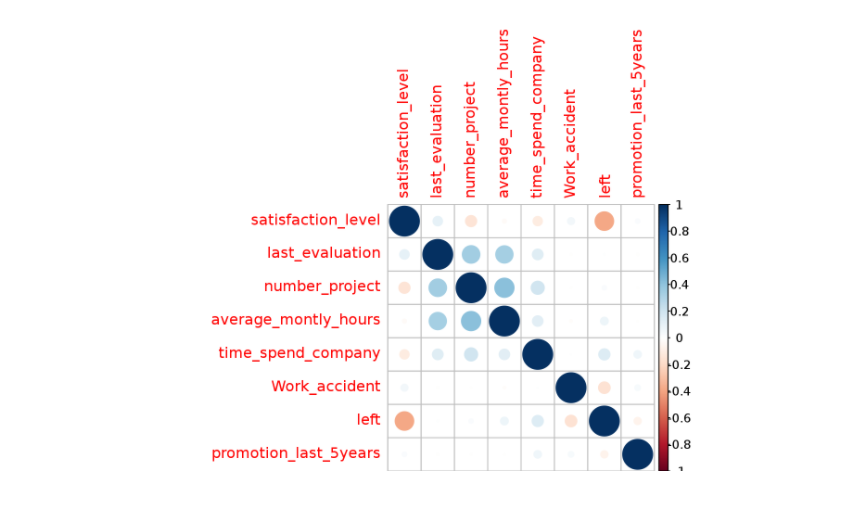 satisfaction_level
last_evaluation
number_project
average_montly_hours
time_spend_company
Work_accident
left
promotion_last_5years
satisfaction_level
last_evaluation
number_project
average_montly_hours
time_spend_company
Work_accident
left
promotion_last_5years
1
0.8
0.6
0.4
0.2
0
-0.2
-0.4
-0.6
-0.8
-1